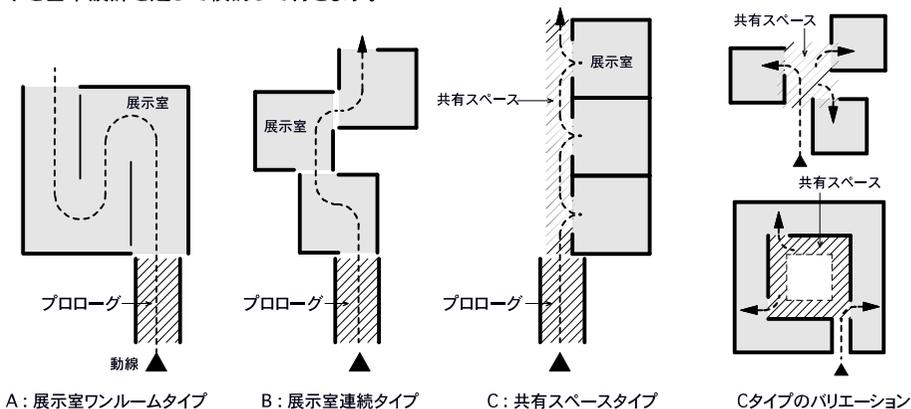 展示室
プロローグ
動線
A：展示室ワンルームタイプ
展示室
プロローグ
B：展示室連続タイプ
展示室
共有スペース
プロローグ
C：共有スペースタイプ
共有スペース
共有スペース
Cタイプのバリエーション